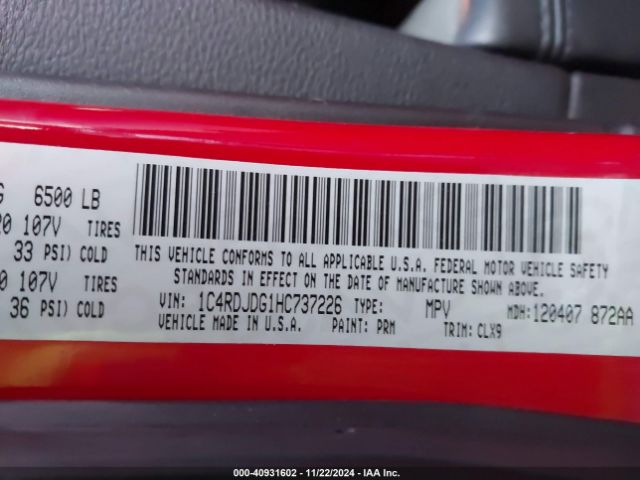 G 6500 LB
20 107V TIRES
33 PSI) COLD
0 107V TIRES
36 PSI) COLD
THIS VEHICLE CONFORMS TO ALL APPLICABLE U.S.A. FEDERAL MOTOR VEHICLE SAFETY
STANDARDS IN EFFECT ON THE DATE OF MANUFACTURE SHOWN ABOVE.
VIN: 1C4RDJDG1HC737226 TYPE: MPV MDH:120407 872AA
VEHICLE MADE IN U.S.A. PAINT: PRM TRIM: CLX9
000-40931602 - 11/22/2024 - IAA Inc.